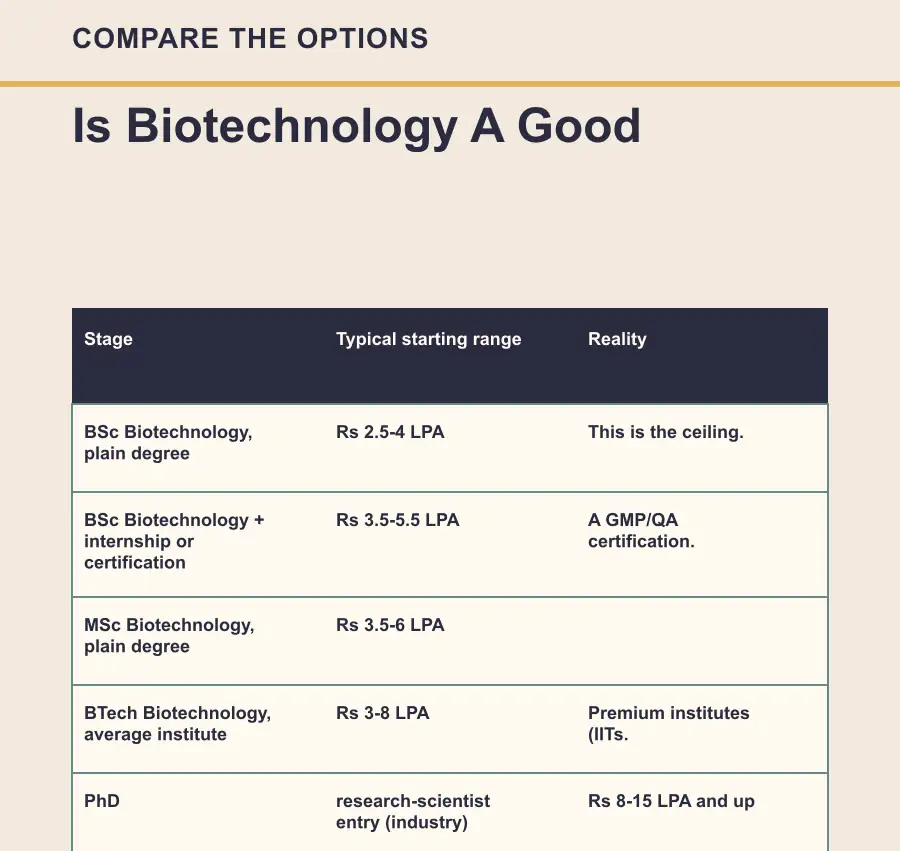 COMPARE THE OPTIONS
Is Biotechnology A Good
Stage
Typical starting range
Reality
BSc Biotechnology,
plain degree
Rs 2.5-4 LPA
This is the ceiling.
BSc Biotechnology +
internship or
certification
Rs 3.5-5.5 LPA
A GMP/QA
certification.
MSc Biotechnology,
plain degree
Rs 3.5-6 LPA
BTech Biotechnology,
average institute
Rs 3-8 LPA
Premium institutes
(IITs.
PhD
research-scientist
entry (industry)
Rs 8-15 LPA and up